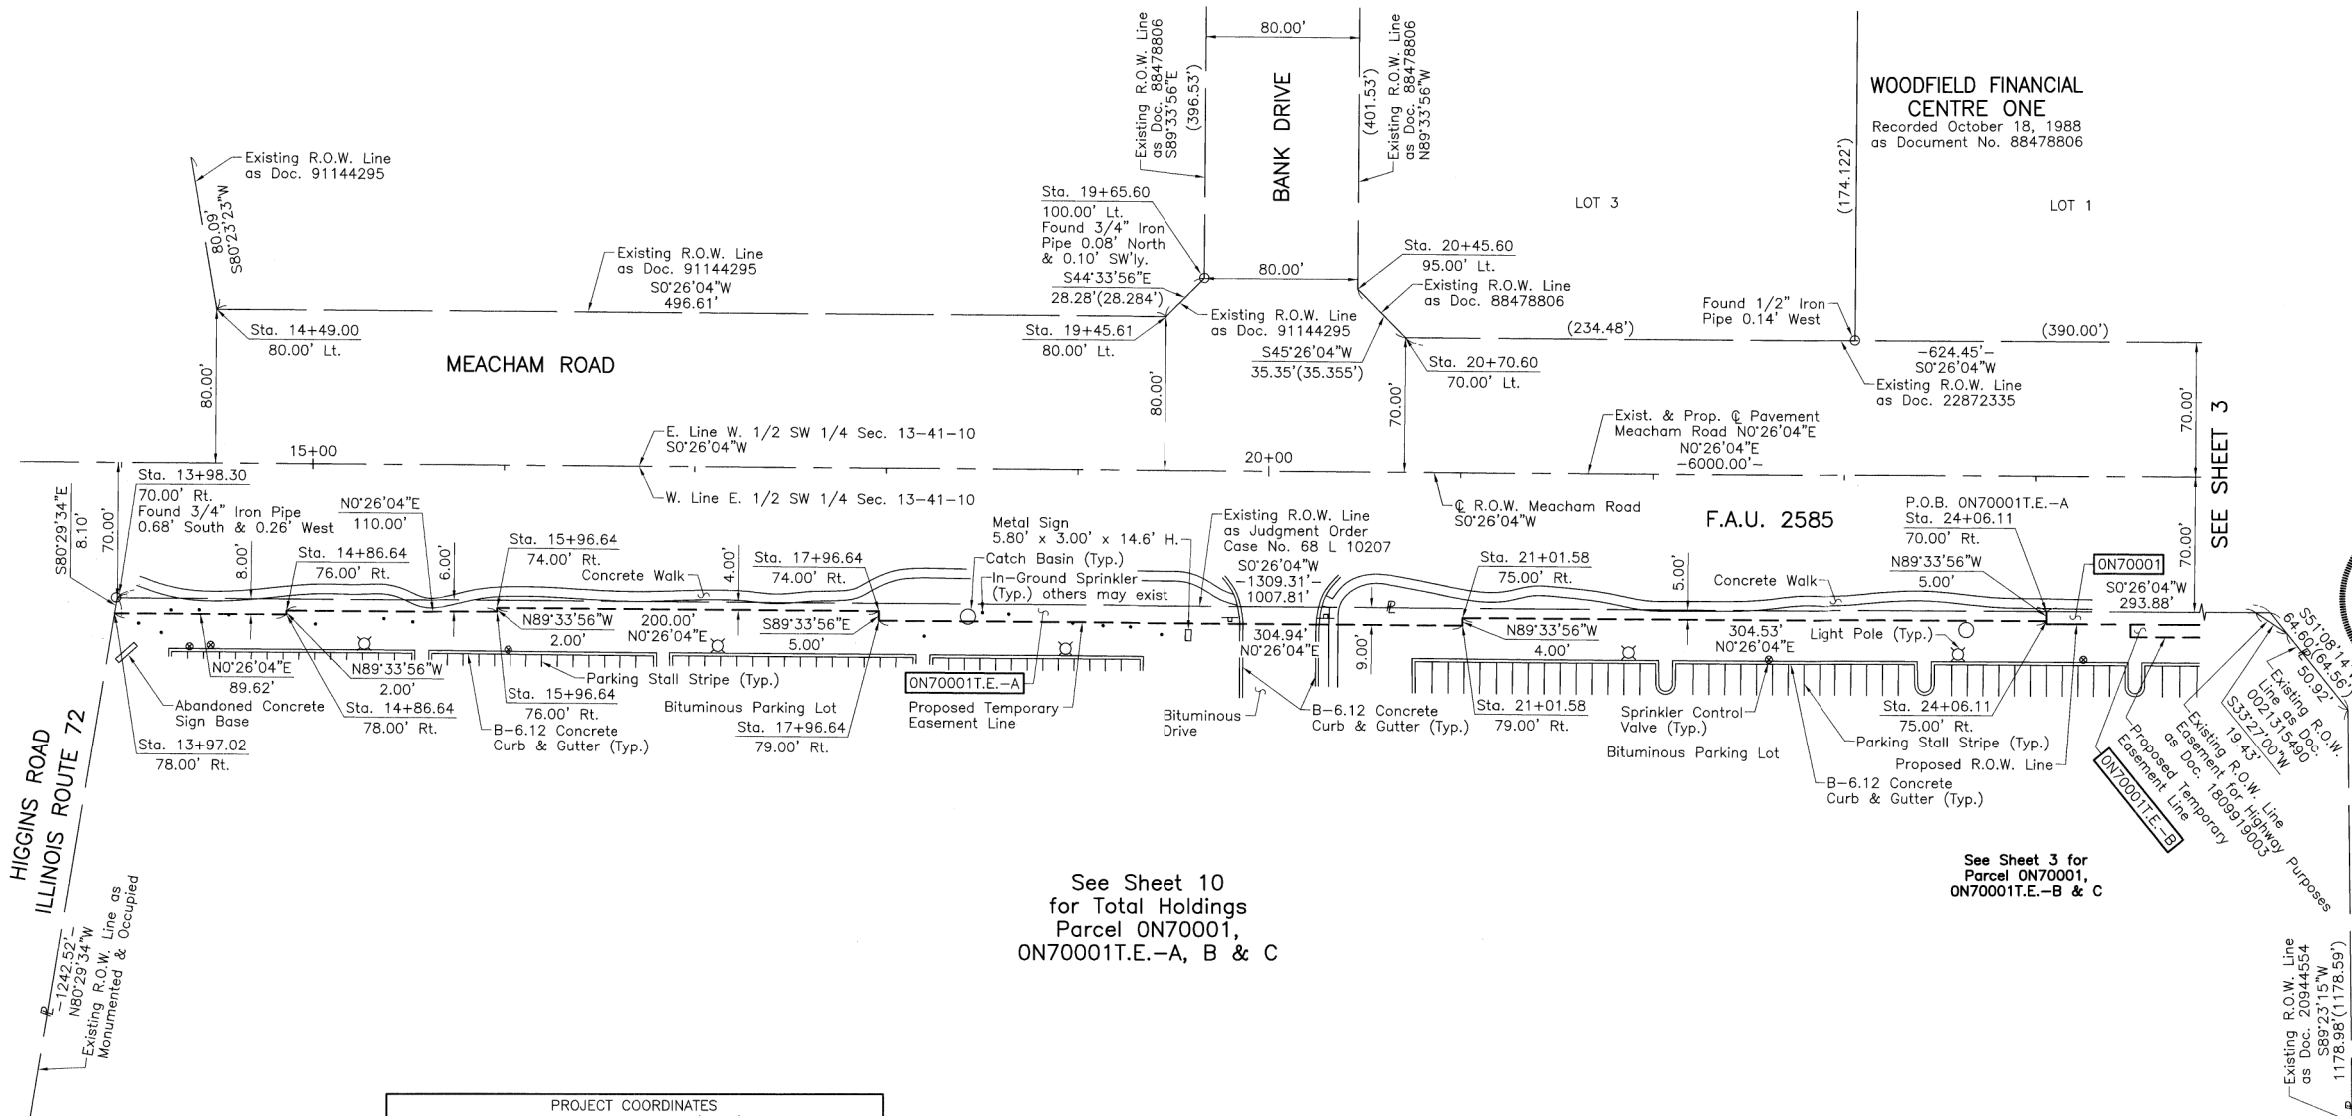 Existing R.O.W. Line
as Doc. 88478806
S89°33'56"E
(396.53')
80.00'
BANK DRIVE
(401.53')
Existing R.O.W. Line
as Doc. 88478806
N89°33'56"W
WOODFIELD FINANCIAL
CENTRE ONE
Recorded October 18, 1988
as Document No. 88478806
(174.122')
LOT 3
LOT 1
Existing R.O.W. Line
as Doc. 91144295
80.09'
S80°23'23"W
Sta. 14+49.00
80.00' Lt.
80.00'
Existing R.O.W. Line
as Doc. 91144295
S0°26'04"W
496.61'
MEACHAM ROAD
Sta. 19+65.60
100.00' Lt.
Found 3/4" Iron
Pipe 0.08' North
& 0.10' SW'ly.
S44°33'56"E
28.28'(28.284')
Sta. 19+45.61
80.00' Lt.
80.00'
80.00'
Existing R.O.W. Line
as Doc. 91144295
Sta. 20+45.60
95.00' Lt.
Existing R.O.W. Line
as Doc. 88478806
S45°26'04"W
35.35'(35.355')
(234.48')
Sta. 20+70.60
70.00' Lt.
70.00'
Found 1/2" Iron
Pipe 0.14' West
(390.00')
-624.45'-
S0°26'04"W
Existing R.O.W. Line
as Doc. 22872335
70.00'
SEE SHEET 3
Exist. & Prop. ℄ Pavement
Meacham Road N0°26'04"E
N0°26'04"E
-6000.00'-
E. Line W. 1/2 SW 1/4 Sec. 13-41-10
S0°26'04"W
15+00
20+00
W. Line E. 1/2 SW 1/4 Sec. 13-41-10
℄ R.O.W. Meacham Road
S0°26'04"W
F.A.U. 2585
70.00'
S80°29'34"E
8.10'
70.00'
Sta. 13+98.30
70.00' Rt.
Found 3/4" Iron Pipe
0.68' South & 0.26' West
N0°26'04"E
110.00'
8.00'
Sta. 14+86.64
76.00' Rt.
6.00'
Sta. 15+96.64
74.00' Rt.
Concrete Walk
4.00'
Sta. 17+96.64
74.00' Rt.
Metal Sign
5.80' x 3.00' x 14.6' H.
Catch Basin (Typ.)
In-Ground Sprinkler
(Typ.) others may exist
Existing R.O.W. Line
as Judgment Order
Case No. 68 L 10207
S0°26'04"W
-1309.31'-
1007.81'
Sta. 21+01.58
75.00' Rt.
5.00'
Concrete Walk
P.O.B. 0N70001T.E.-A
Sta. 24+06.11
70.00' Rt.
N89°33'56"W
5.00'
0N70001
S0°26'04"W
293.88'
N0°26'04"E
89.62'
N89°33'56"W
2.00'
N89°33'56"W
2.00'
200.00'
N0°26'04"E
S89°33'56"E
5.00'
304.94'
N0°26'04"E
9.00'
℄
N89°33'56"W
4.00'
304.53'
N0°26'04"E
Light Pole (Typ.)
Abandoned Concrete
Sign Base
Sta. 13+97.02
78.00' Rt.
Sta. 14+86.64
78.00' Rt.
Parking Stall Stripe (Typ.)
Sta. 15+96.64
76.00' Rt.
B-6.12 Concrete
Curb & Gutter (Typ.)
Bituminous Parking Lot
0N70001T.E.-A
Sta. 17+96.64
79.00' Rt.
Proposed Temporary
Easement Line
Bituminous
Drive
B-6.12 Concrete
Curb & Gutter (Typ.)
Sta. 21+01.58
79.00' Rt.
Sprinkler Control
Valve (Typ.)
Bituminous Parking Lot
Sta. 24+06.11
75.00' Rt.
Parking Stall Stripe (Typ.)
Proposed R.O.W. Line
B-6.12 Concrete
Curb & Gutter (Typ.)
0N70001T.E.-B
Proposed Temporary
Easement Line
Existing R.O.W. Line
Easement for Highway Purposes
as Doc. 1809919003
S33°27'00"W
19.43'
Existing R.O.W.
Line as Doc.
0021315490
50.92'
64.60'(64.56')
HIGGINS ROAD
ILLINOIS ROUTE 72
-1242.52'-
N80°29'34"W
Existing R.O.W. Line as
Monumented & Occupied
See Sheet 10
for Total Holdings
Parcel 0N70001,
0N70001T.E.-A, B & C
See Sheet 3 for
Parcel 0N70001,
0N70001T.E.-B & C
Existing R.O.W. Line
as Doc. 20944554
S89°23'15"W
1178.98'(1178.59')
PROJECT COORDINATES